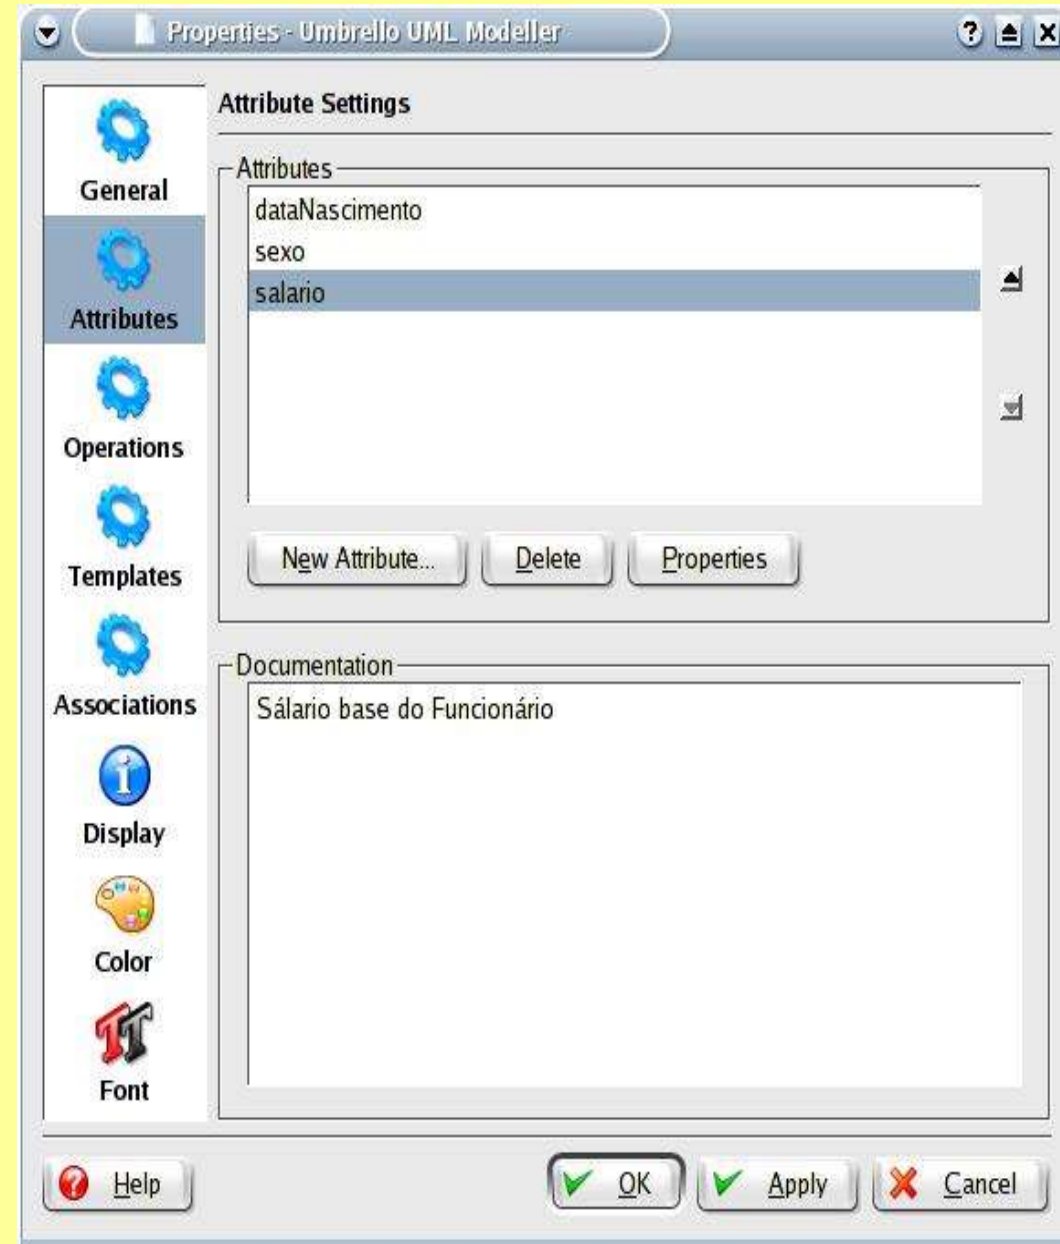 Properties - Umbrello UML Modeller
General
Attributes
Operations
Templates
Associations
Display
Color
Font
Attribute Settings
Attributes
dataNascimento
sexo
salario
New Attribute...
Delete
Properties
Documentation
Sálario base do Funcionário
Help
OK
Apply
Cancel